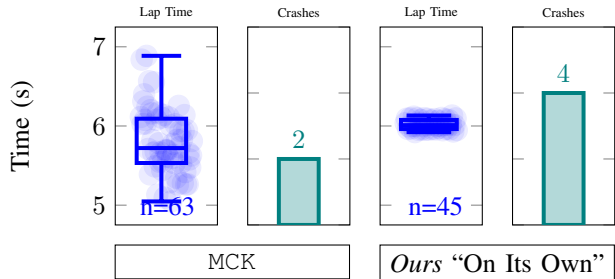 Lap Time
Crashes
Lap Time
Crashes
7
6
5
Time (s)
n=63
2
n=45
4
MCK
Ours “On Its Own”